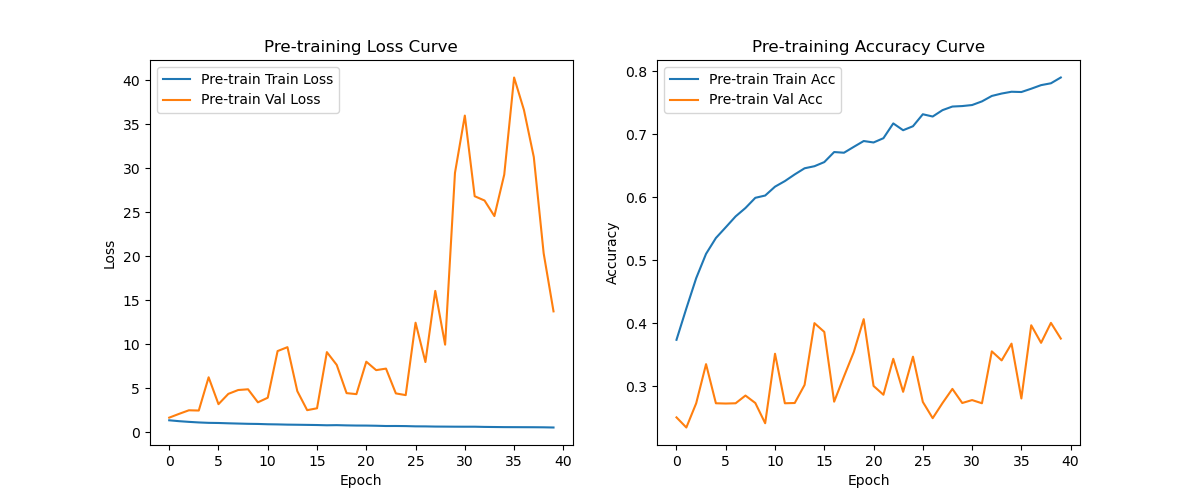 Pre-training Loss Curve
Pre-train Train Loss
Pre-train Val Loss
40
35
30
25
20
15
10
5
0
Loss
0 5 10 15 20 25 30 35 40
Epoch
Pre-training Accuracy Curve
Pre-train Train Acc
Pre-train Val Acc
0.8
0.7
0.6
0.5
0.4
0.3
Accuracy
0 5 10 15 20 25 30 35 40
Epoch